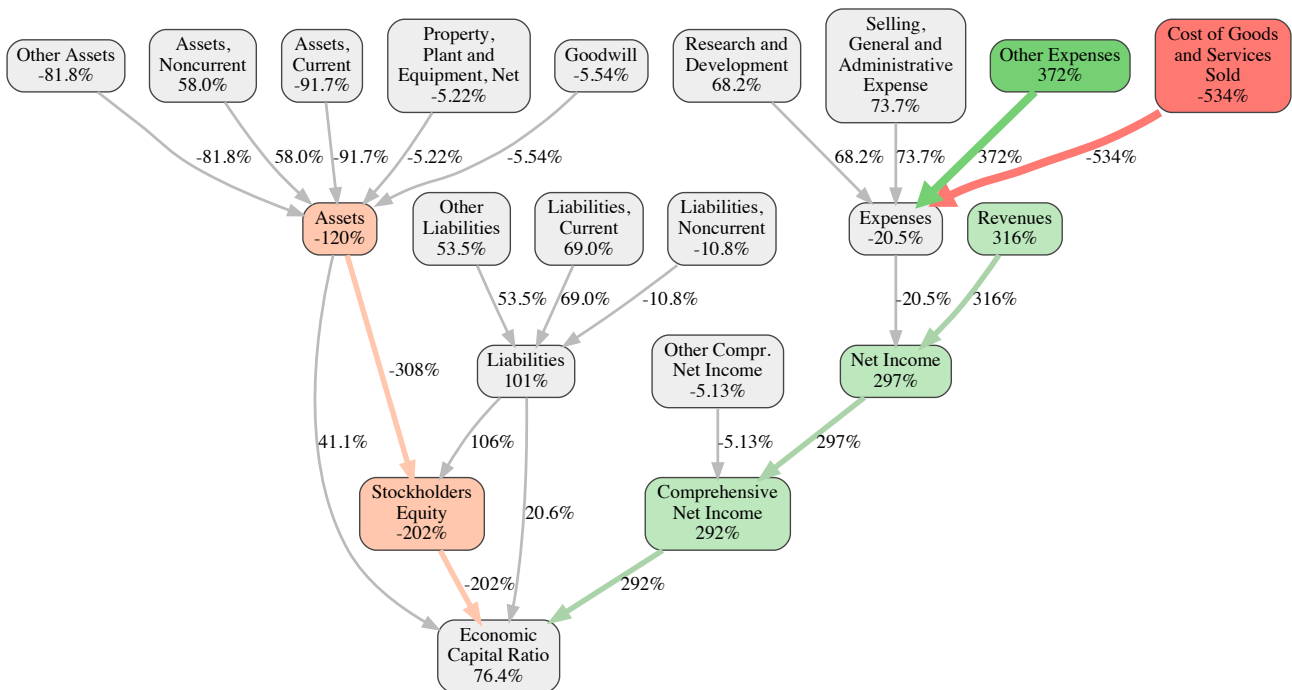 Other Assets
-81.8%
Assets,
Noncurrent
58.0%
Assets,
Current
-91.7%
Property,
Plant and
Equipment, Net
-5.22%
Goodwill
-5.54%
Research and
Development
68.2%
Selling,
General and
Administrative
Expense
73.7%
Other Expenses
372%
Cost of Goods
and Services
Sold
-534%
-81.8%
58.0%
-91.7%
-5.22%
-5.54%
68.2%
73.7%
372%
-534%
Assets
-120%
Other
Liabilities
53.5%
Liabilities,
Current
69.0%
Liabilities,
Noncurrent
-10.8%
Expenses
-20.5%
Revenues
316%
53.5%
69.0%
-10.8%
-20.5%
316%
-308%
Liabilities
101%
Other Compr.
Net Income
-5.13%
Net Income
297%
41.1%
106%
-5.13%
297%
Stockholders
Equity
-202%
20.6%
Comprehensive
Net Income
292%
-202%
292%
Economic
Capital Ratio
76.4%